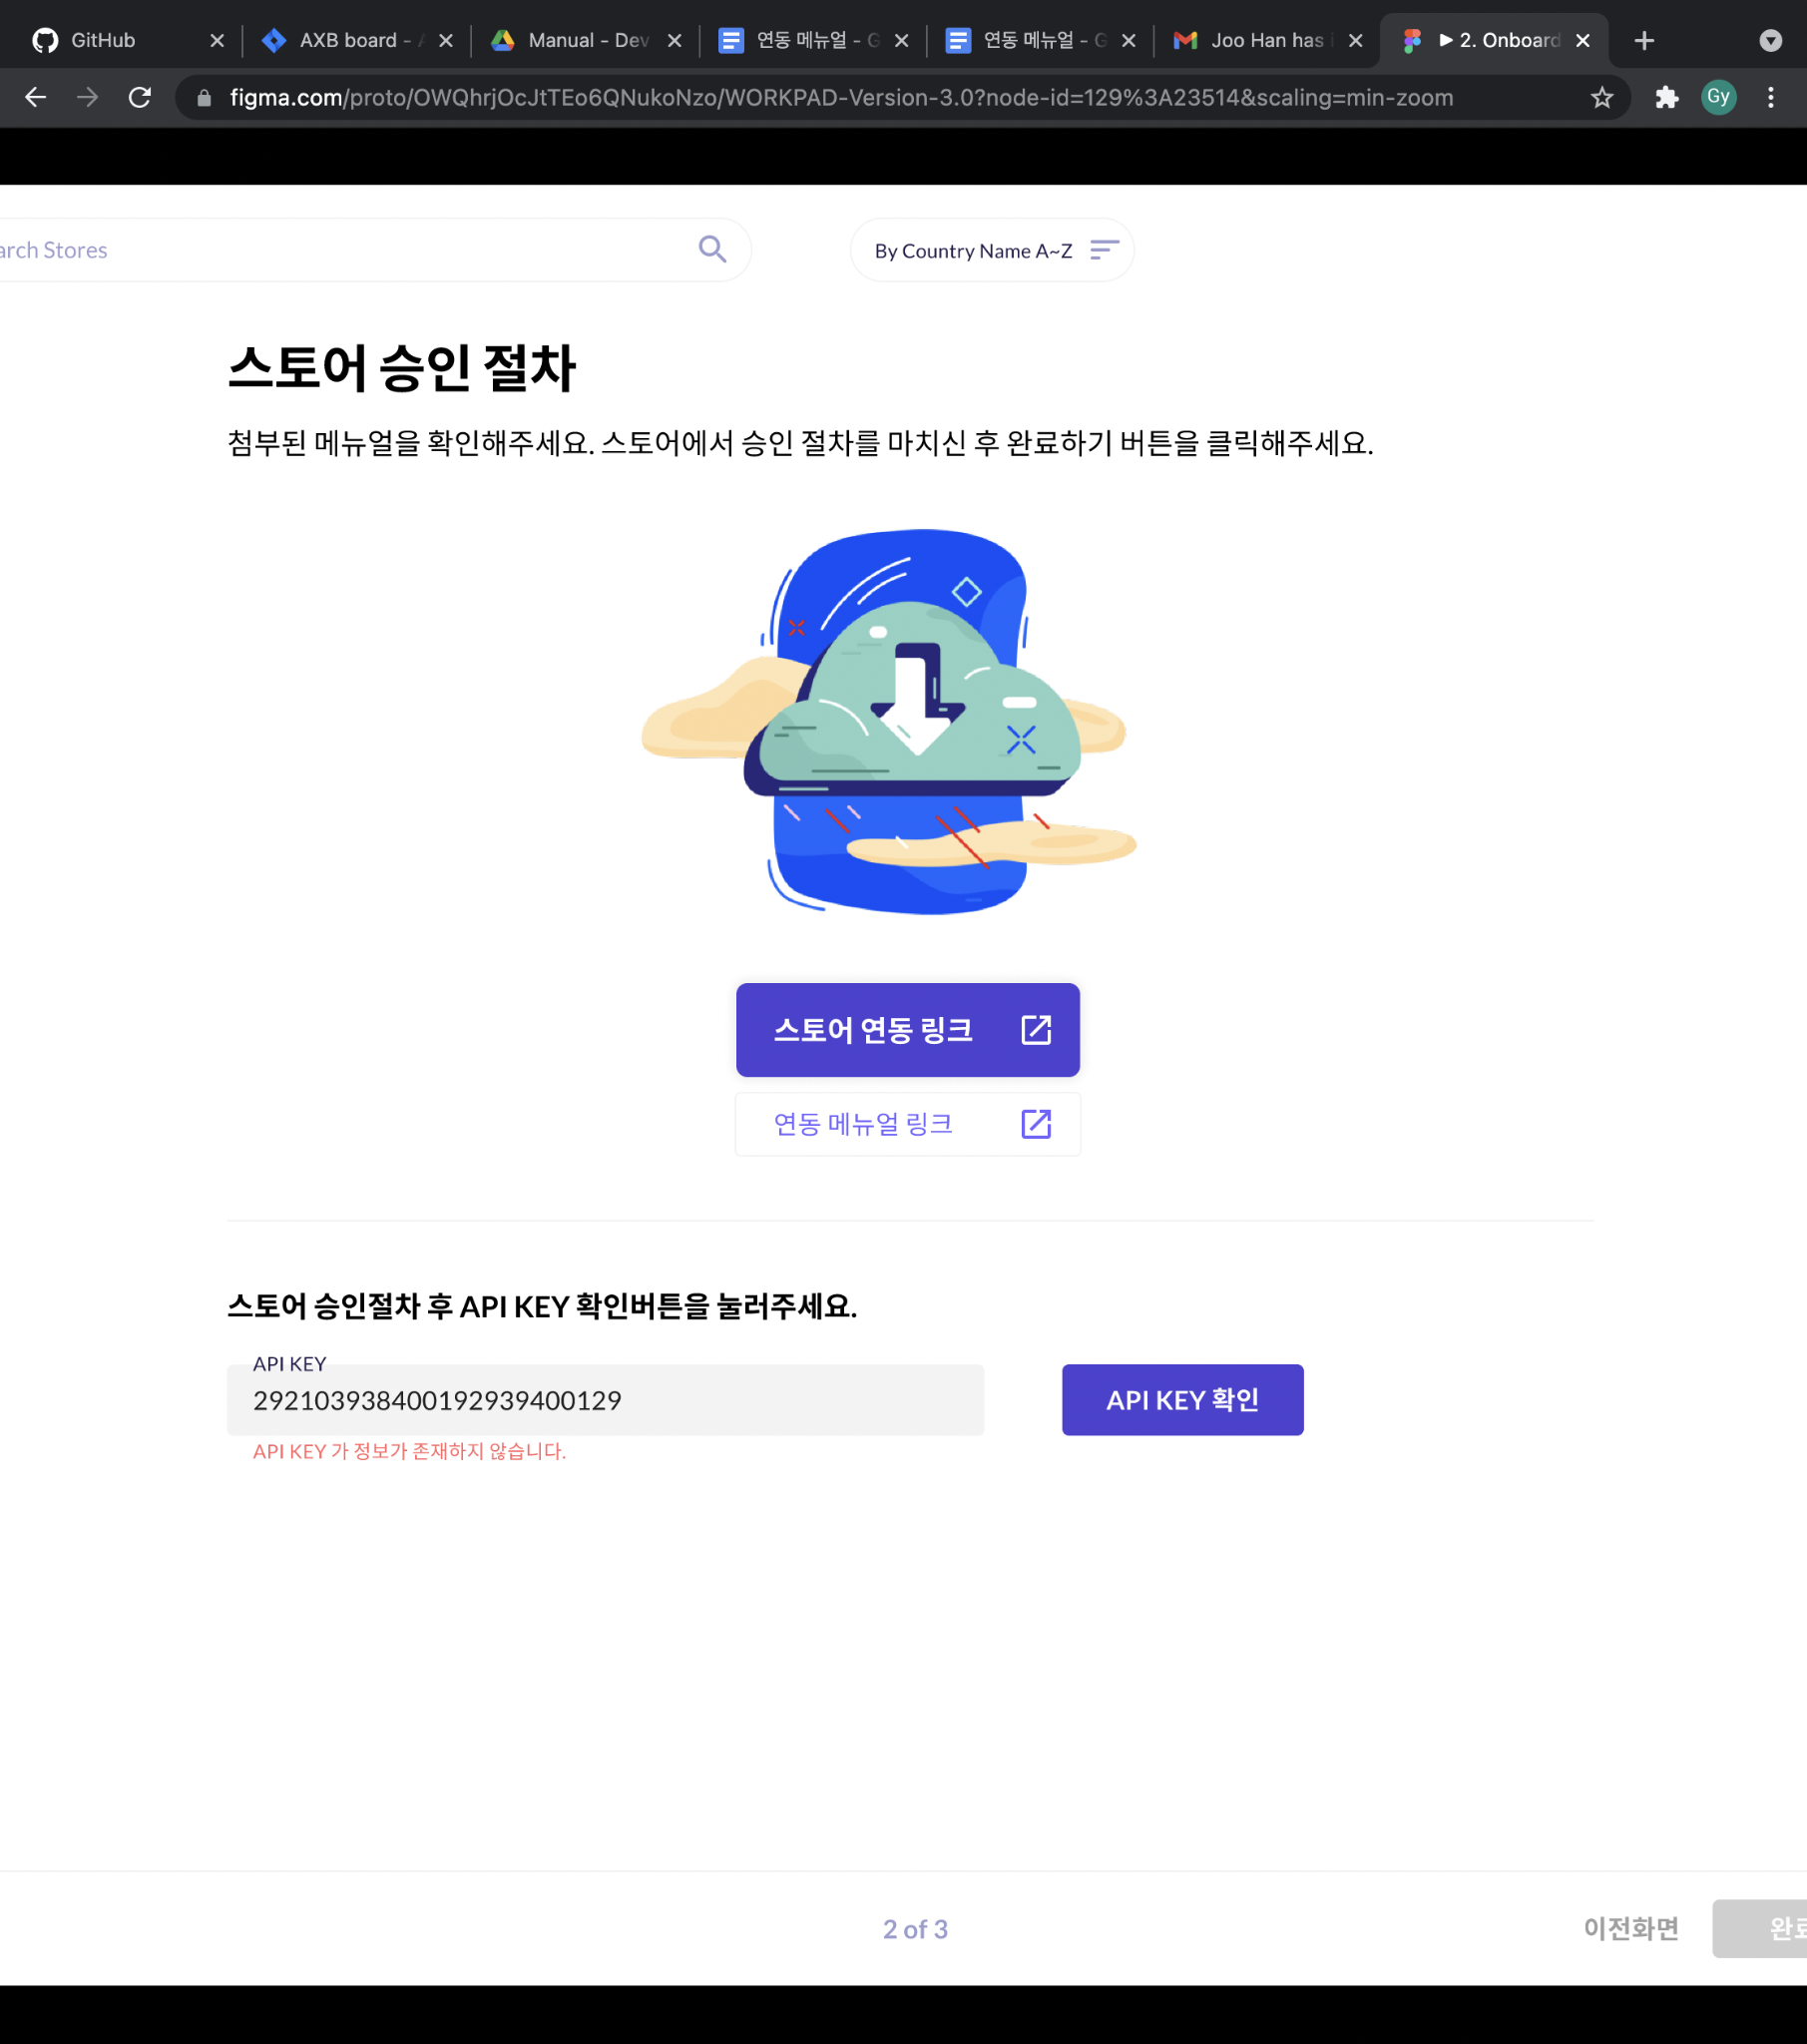 GitHub
AXB board -
Manual - Dev
연동 메뉴얼 - G
연동 메뉴얼 - G
Joo Han has i
▶ 2. Onboard
figma.com/proto/OWQhrjOcJtTEo6QNukoNzo/WORKPAD-Version-3.0?node-id=129%3A23514&scaling=min-zoom
Gy
arch Stores
By Country Name A~Z
스토어 승인 절차
첨부된 메뉴얼을 확인해주세요. 스토어에서 승인 절차를 마치신 후 완료하기 버튼을 클릭해주세요.
스토어 연동 링크
연동 메뉴얼 링크
스토어 승인절차 후 API KEY 확인버튼을 눌러주세요.
API KEY
292103938400192939400129
API KEY 확인
API KEY 가 정보가 존재하지 않습니다.
2 of 3
이전화면
완료